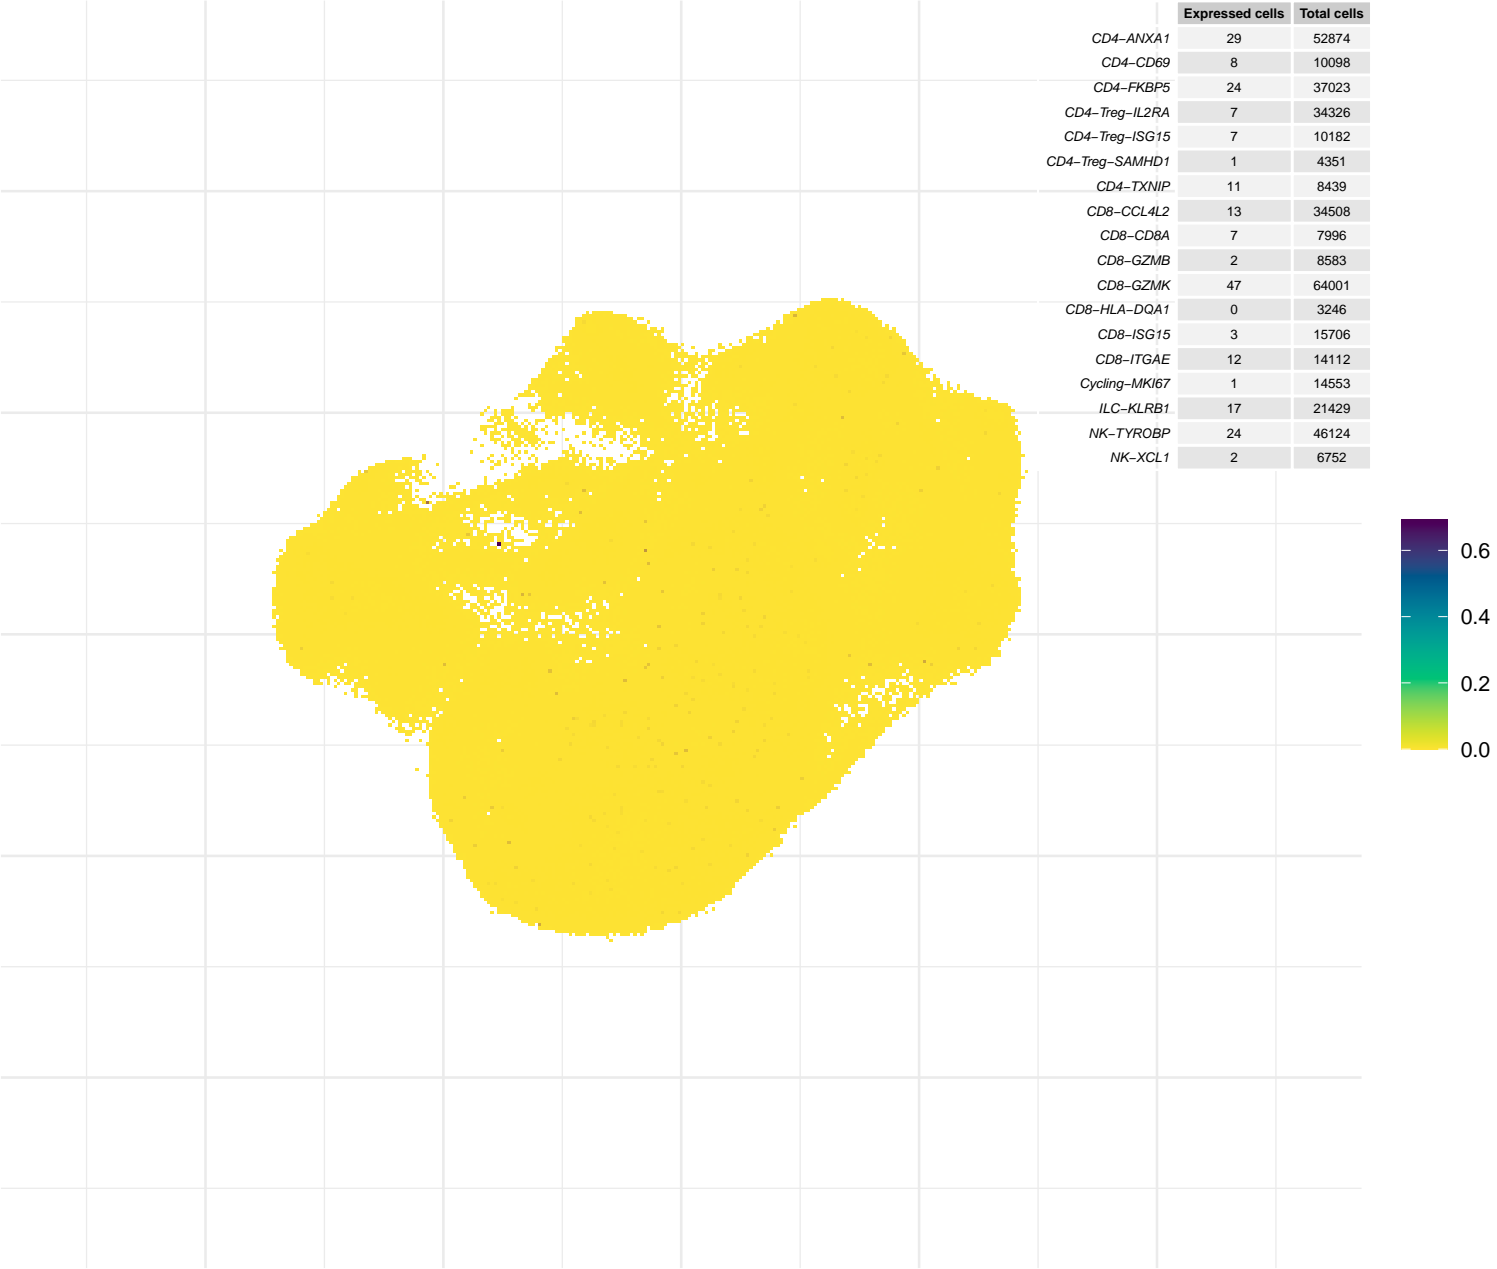 Expressed cells Total cells
CD4−ANXA1 29 52874
CD4−CD69 8 10098
CD4−FKBP5 24 37023
CD4−Treg−IL2RA 7 34326
CD4−Treg−ISG15 7 10182
CD4−Treg−SAMHD1 1 4351
CD4−TXNIP 11 8439
CD8−CCL4L2 13 34508
CD8−CD8A 7 7996
CD8−GZMB 2 8583
CD8−GZMK 47 64001
CD8−HLA−DQA1 0 3246
CD8−ISG15 3 15706
CD8−ITGAE 12 14112
Cycling−MKI67 1 14553
ILC−KLRB1 17 21429
NK−TYROBP 24 46124
NK−XCL1 2 6752
0.6
0.4
0.2
0.0